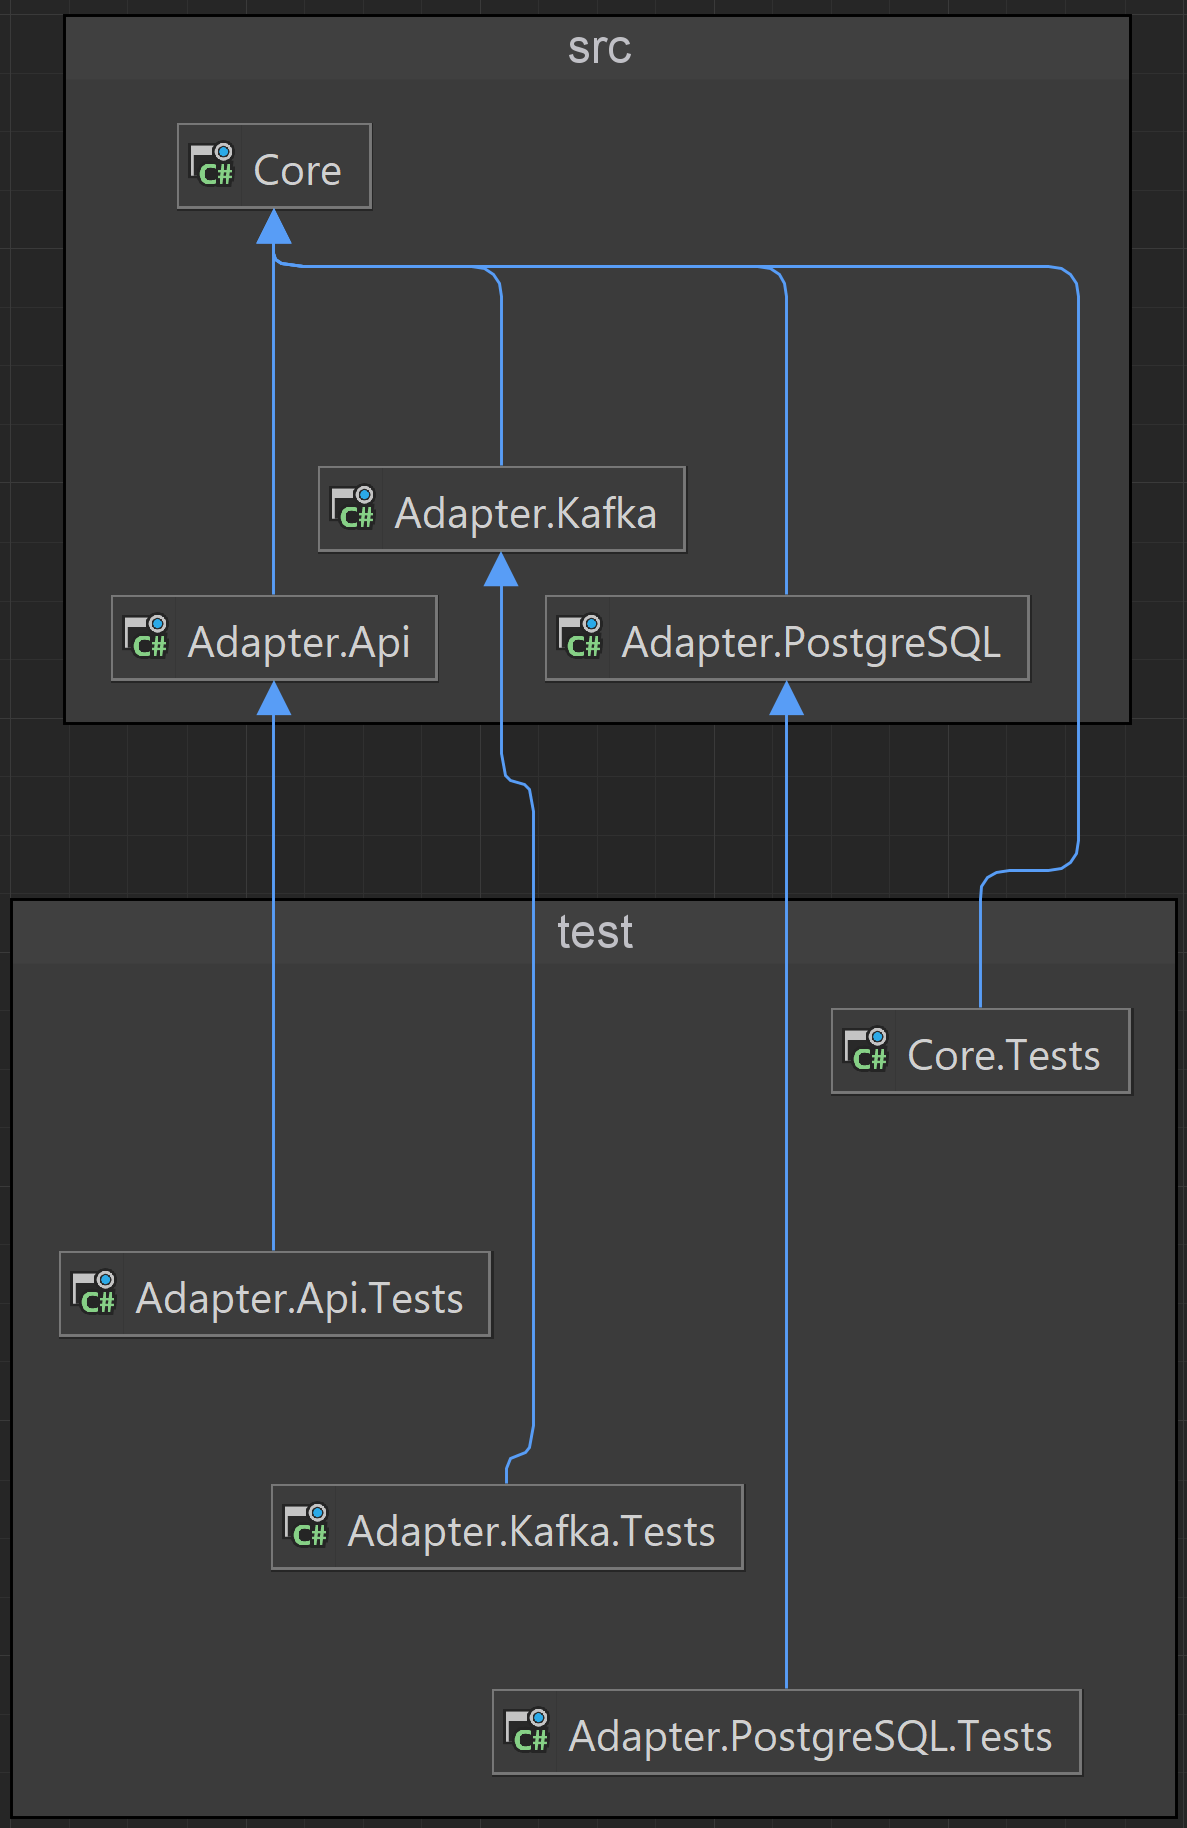 src
C# Core
C# Adapter.Kafka
C# Adapter.Api
C# Adapter.PostgreSQL
test
C# Core.Tests
C# Adapter.Api.Tests
C# Adapter.Kafka.Tests
C# Adapter.PostgreSQL.Tests